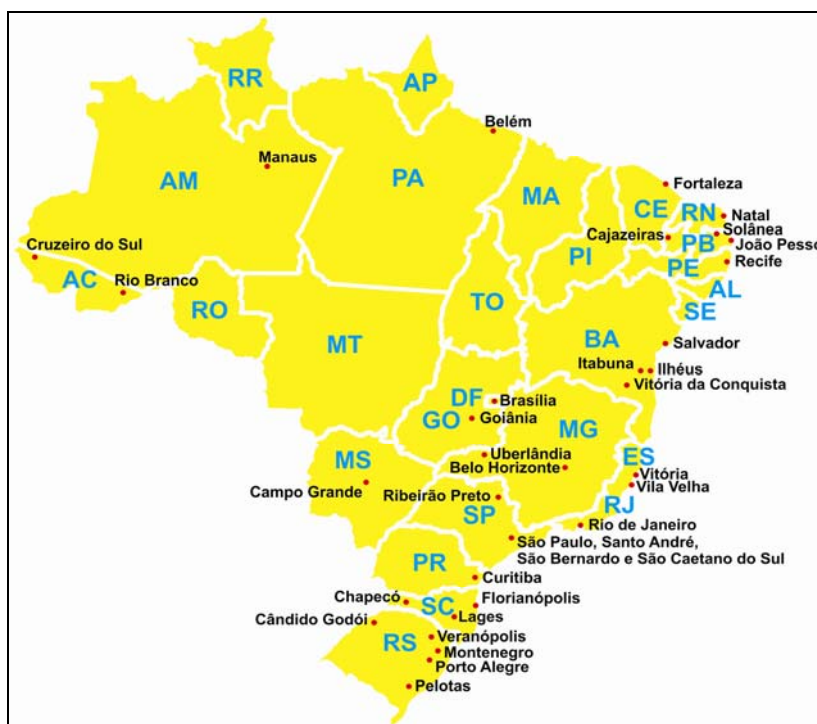 RR
AP
Belém
Manaus
AM
PA
MA
Fortaleza
CE
RN
Natal
Cajazeiras
Solânea
PB
João Pesso
Cruzeiro do Sul
PI
PE
Recife
AC
Rio Branco
AL
RO
TO
SE
MT
BA
Salvador
Itabuna
Ilhéus
Vitória da Conquista
DF
Brasília
GO
Goiânia
MG
MS
Uberlândia
ES
Belo Horizonte
Vitória
Vila Velha
Campo Grande
Ribeirão Preto
RJ
SP
Rio de Janeiro
São Paulo, Santo André,
São Bernardo e São Caetano do Sul
PR
Curitiba
Chapecó
SC
Florianópolis
Lages
Cândido Godói
RS
Veranópolis
Montenegro
Porto Alegre
Pelotas